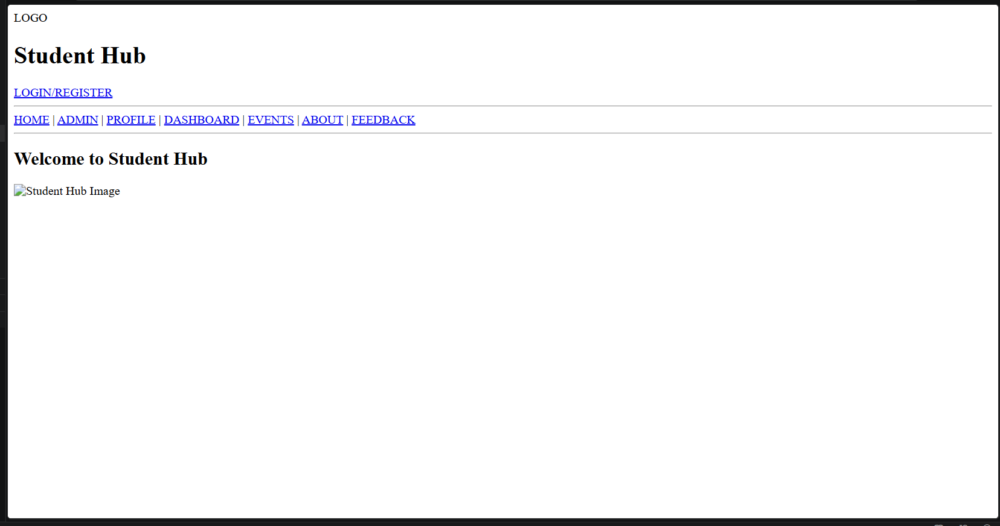 LOGO
Student Hub
LOGIN/REGISTER
HOME | ADMIN | PROFILE | DASHBOARD | EVENTS | ABOUT | FEEDBACK
Welcome to Student Hub
Student Hub Image